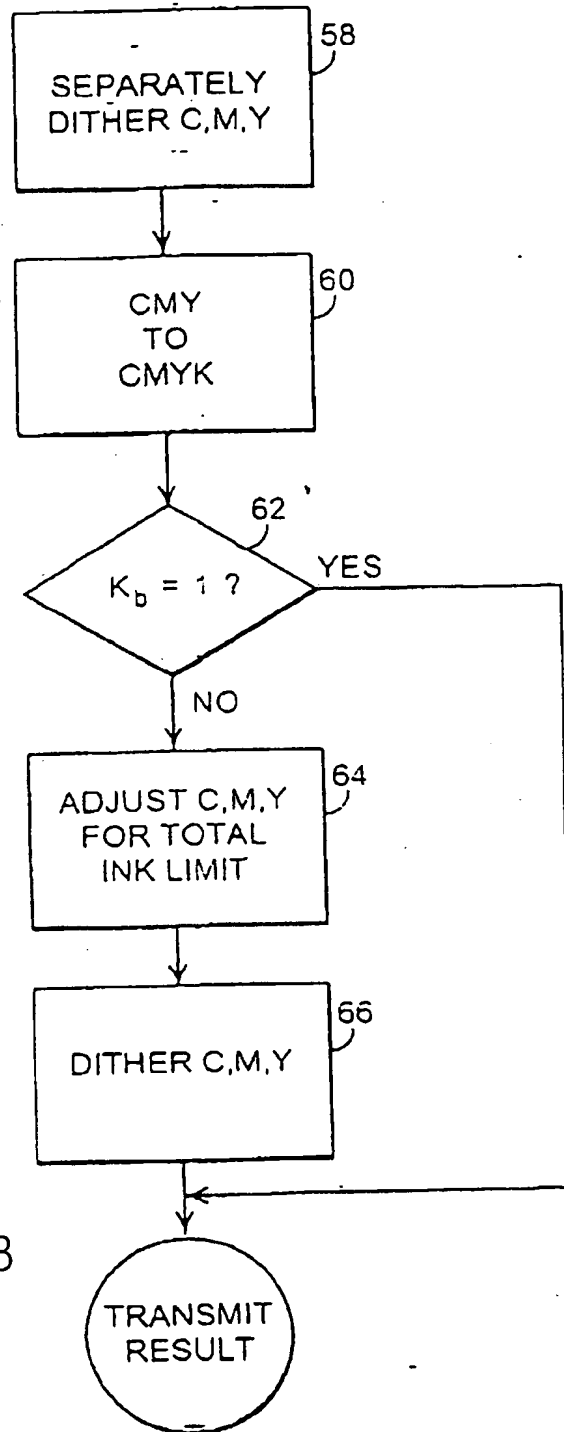 58
SEPARATELY
DITHER C,M,Y
60
CMY
TO
CMYK
62
K_b = 1 ?
YES
NO
64
ADJUST C,M,Y
FOR TOTAL
INK LIMIT
66
DITHER C,M,Y
TRANSMIT
RESULT